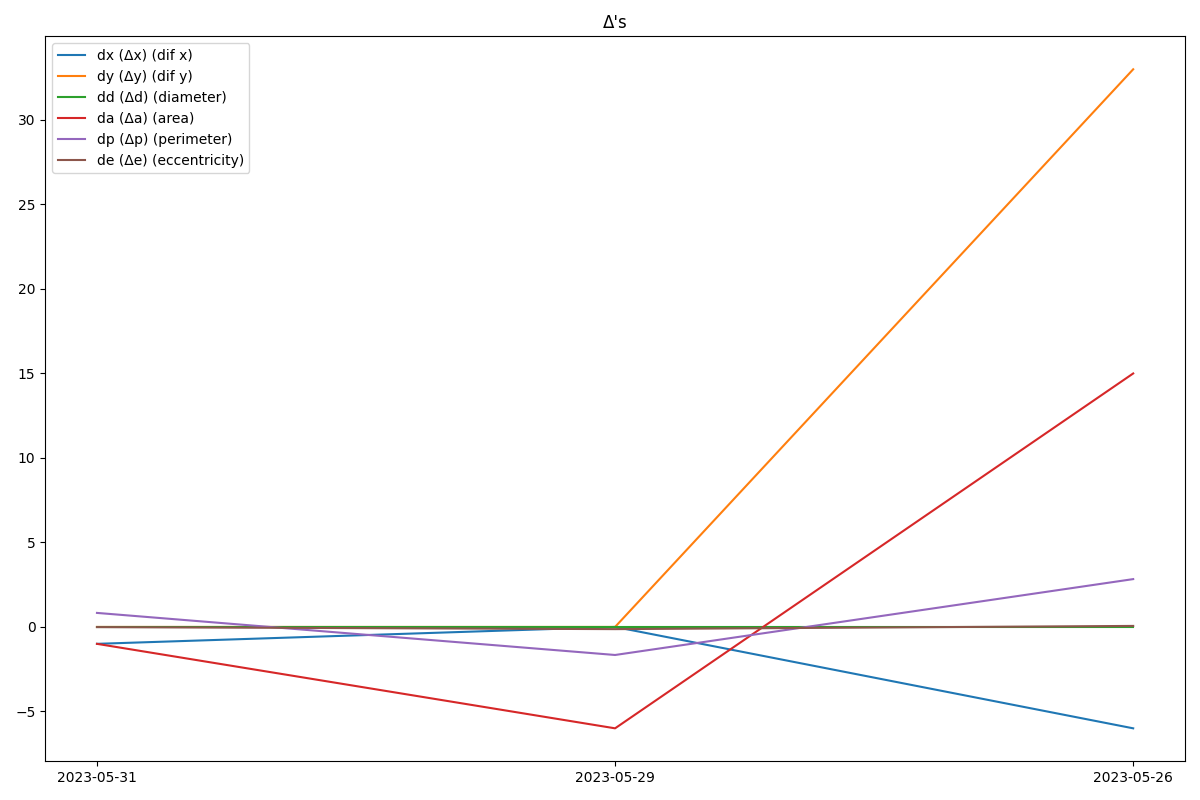 Δ's
dx (Δx) (dif x)
dy (Δy) (dif y)
dd (Δd) (diameter)
da (Δa) (area)
dp (Δp) (perimeter)
de (Δe) (eccentricity)
30
25
20
15
10
5
0
−5
2023-05-31
2023-05-29
2023-05-26